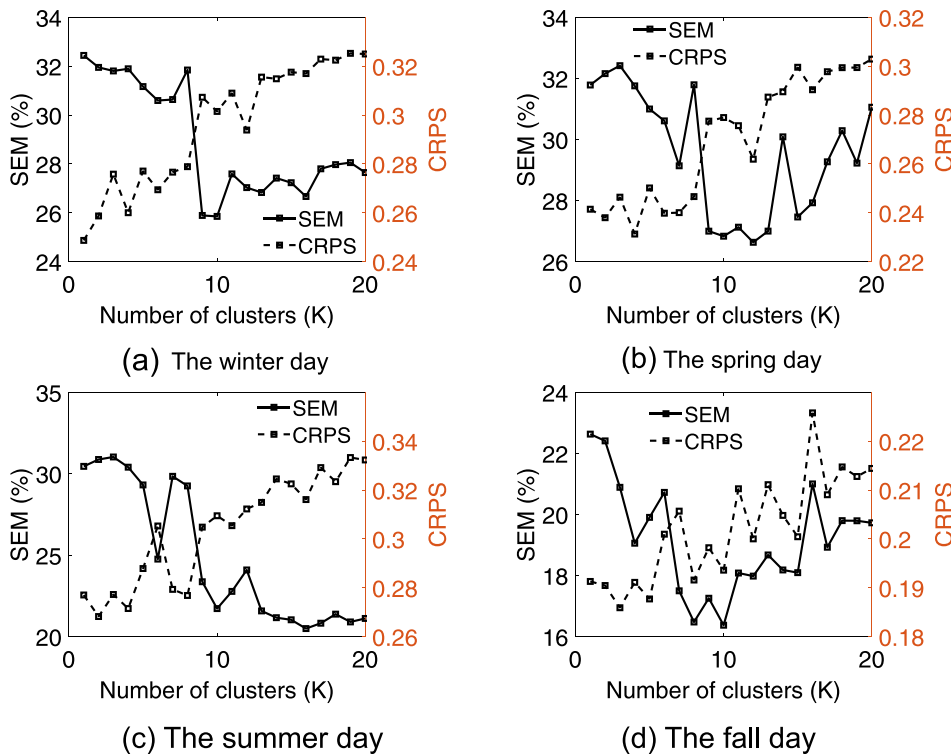 34
32
30
28
26
24
SEM (%)
SEM
CRPS
0.32
0.3
0.28
0.26
0.24
CRPS
0
10
20
Number of clusters (K)
(a) The winter day
34
32
30
28
26
SEM (%)
SEM
CRPS
0.32
0.3
0.28
0.26
0.24
0.22
CRPS
0
10
20
Number of clusters (K)
(b) The spring day
35
30
25
20
SEM (%)
SEM
CRPS
0.34
0.32
0.3
0.28
0.26
CRPS
0
10
20
Number of clusters (K)
(c) The summer day
24
22
20
18
16
SEM (%)
SEM
CRPS
0.22
0.21
0.2
0.19
0.18
CRPS
0
10
20
Number of clusters (K)
(d) The fall day